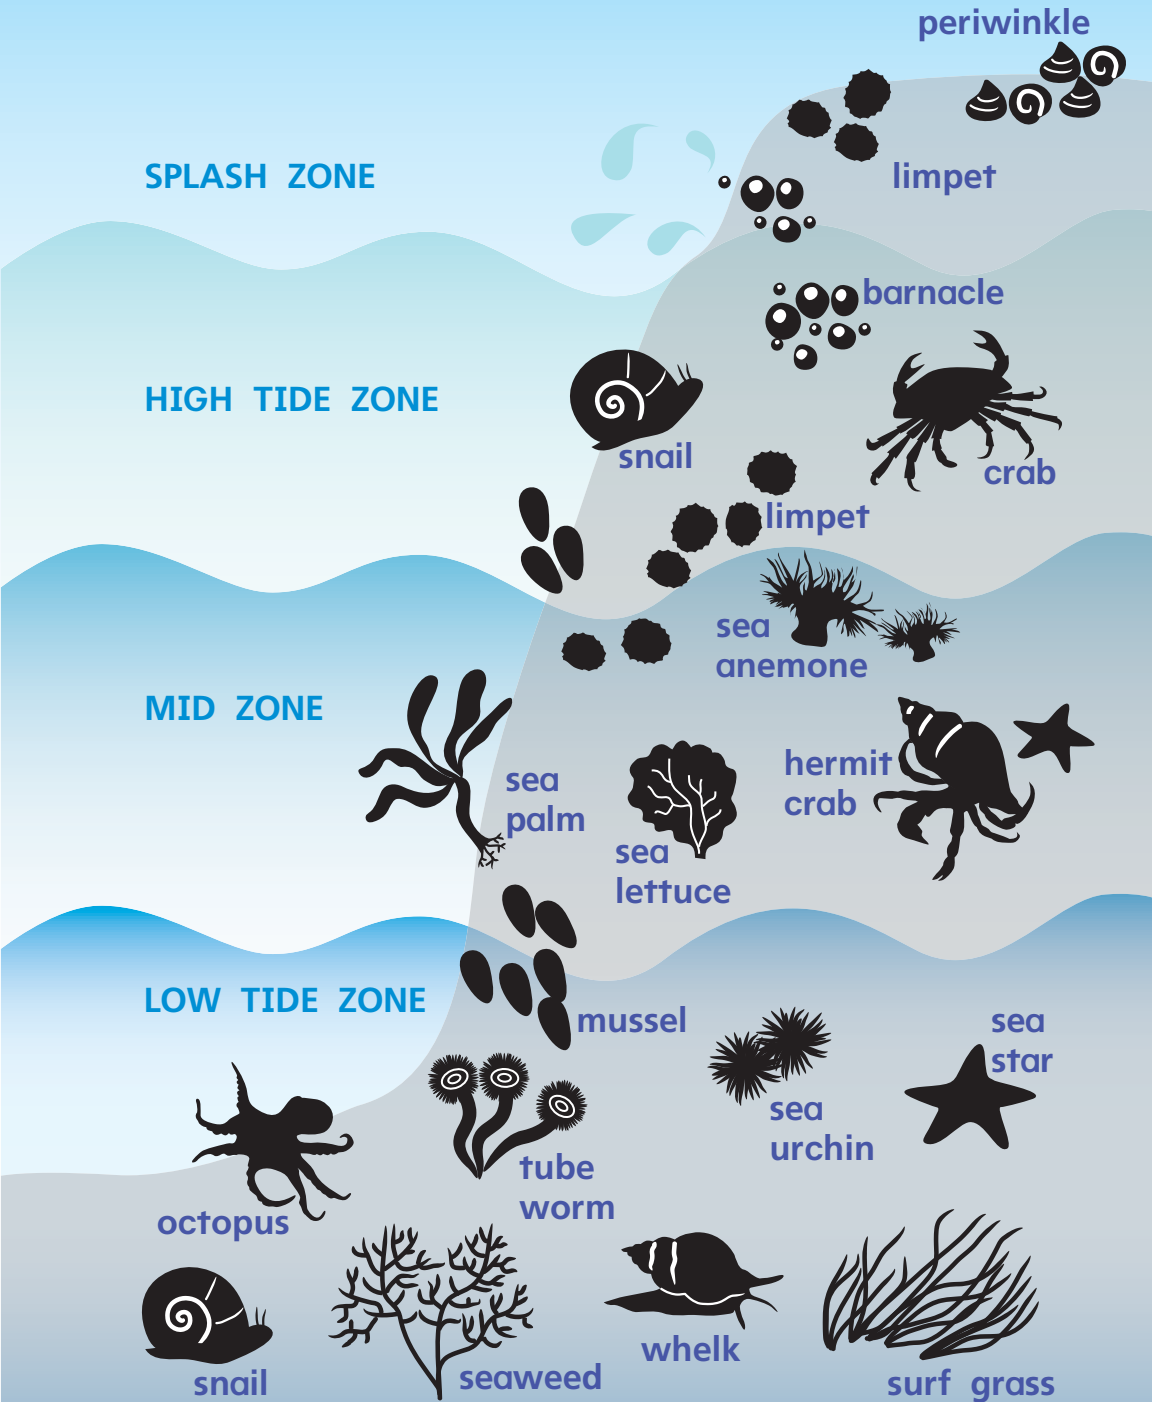 periwinkle
SPLASH ZONE
limpet
barnacle
HIGH TIDE ZONE
snail
crab
limpet
sea
anemone
MID ZONE
hermit
crab
sea
palm
sea
lettuce
LOW TIDE ZONE
mussel
sea
star
sea
urchin
tube
worm
octopus
whelk
seaweed
snail
surf grass